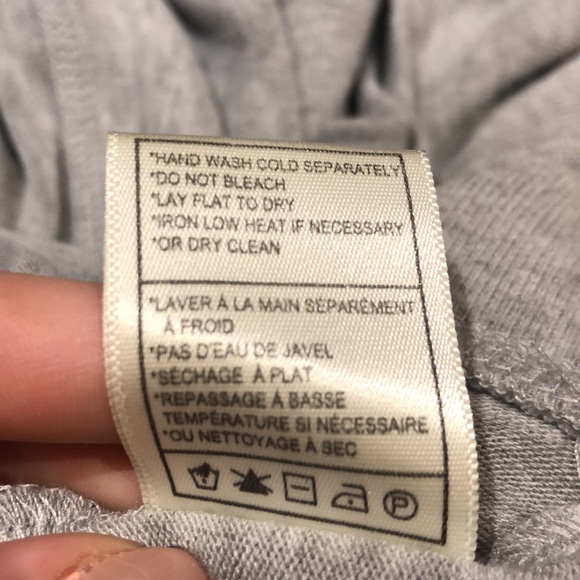 *HAND WASH COLD SEPARATELY
*DO NOT BLEACH
*LAY FLAT TO DRY
*IRON LOW HEAT IF NECESSARY
*OR DRY CLEAN
*LAVER À LA MAIN SÉPARÉMENT
À FROID
*PAS D'EAU DE JAVEL
*SÉCHAGE À PLAT
*REPASSAGE À BASSE
TEMPÉRATURE SI NÉCESSAIRE
*OU NETTOYAGE À SEC
P